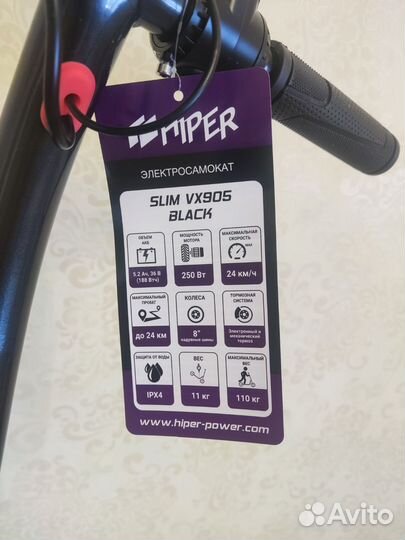 HIPER
ЭЛЕКТРОСАМОКАТ
SLIM VX905
BLACK
ОБЪЕМ
АКБ
5.2 Ач, 36 В
(188 Втч)
МОЩНОСТЬ
МОТОРА
250 Вт
МАКСИМАЛЬНАЯ
СКОРОСТЬ
MAX
24 км/ч
МАКСИМАЛЬНЫЙ
ПРОБЕГ
до 24 км
КОЛЕСА
8"
надувные шины
ТОРМОЗНАЯ
СИСТЕМА
Электронный и
механический
тормоз
ЗАЩИТА ОТ ВОДЫ
IPX4
ВЕС
11 кг
МАКСИМАЛЬНЫЙ
ВЕС
110 кг
www.hiper-power.com
Avito